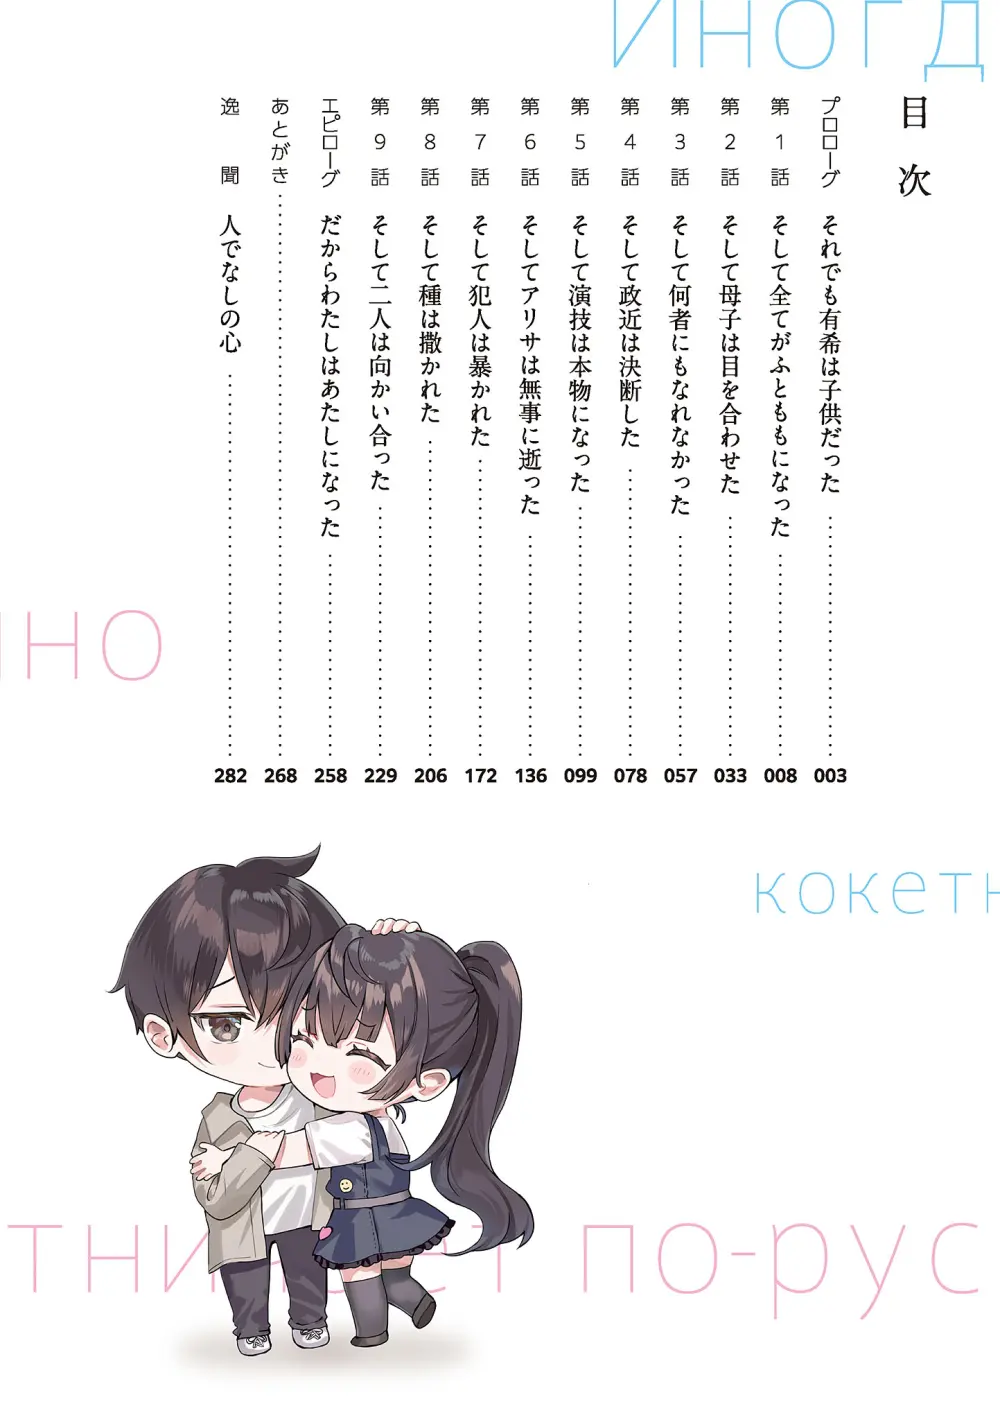 Иногд
目次
プロローグ それでも有希は子供だった 003
第1話 そして全てがふとももになった 008
第2話 そして母子は目を合わせた 033
第3話 そして何者にもなれなかった 057
第4話 そして政近は決断した 078
第5話 そして演技は本物になった 099
第6話 そしてアリサは無事に逝った 136
第7話 そして犯人は暴かれた 172
第8話 そして種は撒かれた 206
第9話 そして二人は向かい合った 229
エピローグ だからわたしはあたしになった 258
あとがき 268
逸聞 人でなしの心 282
но
кокетн
тни ет по-рус